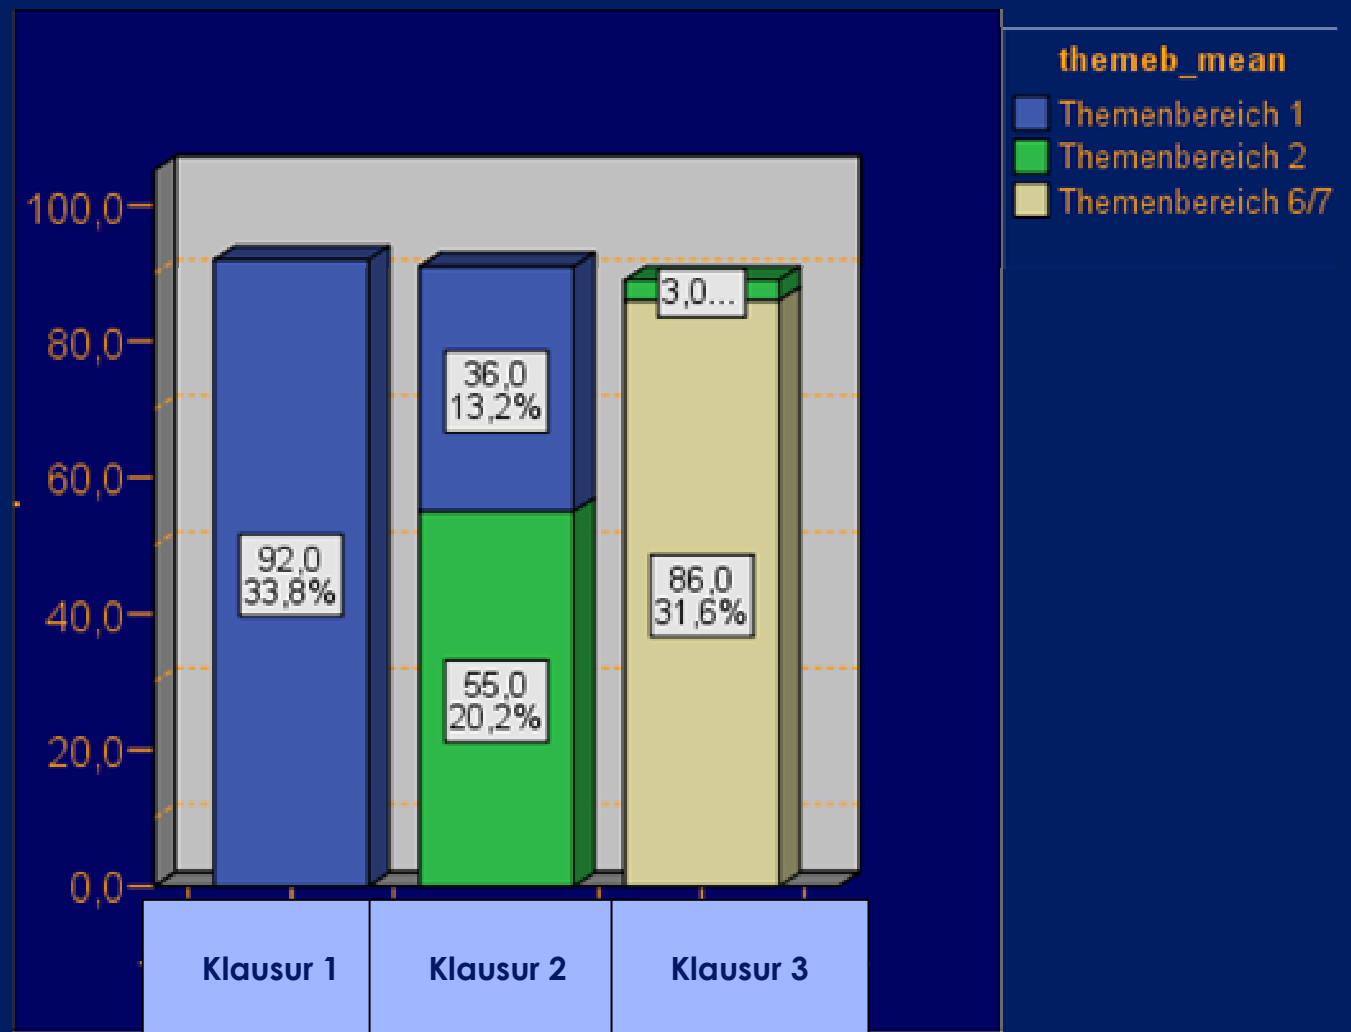 themeb_mean
Themenbereich 1
Themenbereich 2
Themenbereich 6/7
100,0
80,0
60,0
40,0
20,0
0,0
92,0
33,8%
36,0
13,2%
55,0
20,2%
3,0...
86,0
31,6%
Klausur 1
Klausur 2
Klausur 3